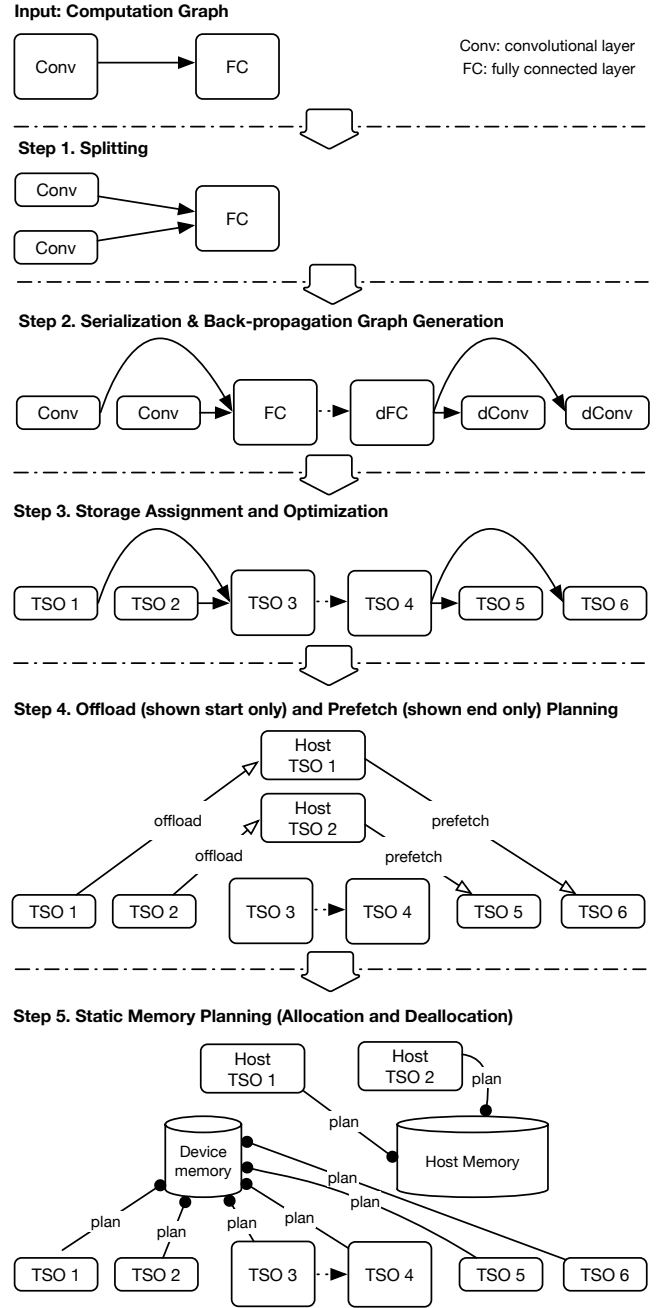 Input: Computation Graph
Conv
FC
Conv: convolutional layer
FC: fully connected layer
Step 1. Splitting
Conv
Conv
FC
Step 2. Serialization & Back-propagation Graph Generation
Conv
Conv
FC
dFC
dConv
dConv
Step 3. Storage Assignment and Optimization
TSO 1
TSO 2
TSO 3
TSO 4
TSO 5
TSO 6
Step 4. Offload (shown start only) and Prefetch (shown end only) Planning
Host
TSO 1
Host
TSO 2
offload
prefetch
offload
prefetch
TSO 1
TSO 2
TSO 3
TSO 4
TSO 5
TSO 6
Step 5. Static Memory Planning (Allocation and Deallocation)
Host
TSO 1
Host
TSO 2
plan
plan
Device
memory
Host Memory
plan
plan
plan
plan
plan
plan
TSO 1
TSO 2
TSO 3
TSO 4
TSO 5
TSO 6